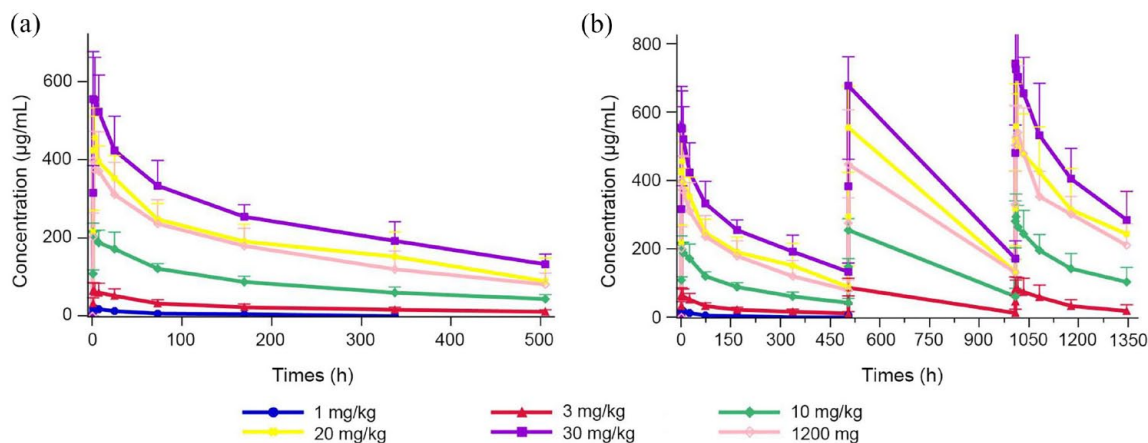 (a)
(b)
Concentration (µg/mL)
600
400
200
0
0 100 200 300 400 500
Times (h)
Concentration (µg/mL)
800
600
400
200
0
0 150 300 450 600 750 900 1050 1200 1350
Times (h)
1 mg/kg 3 mg/kg 10 mg/kg
20 mg/kg 30 mg/kg 1200 mg